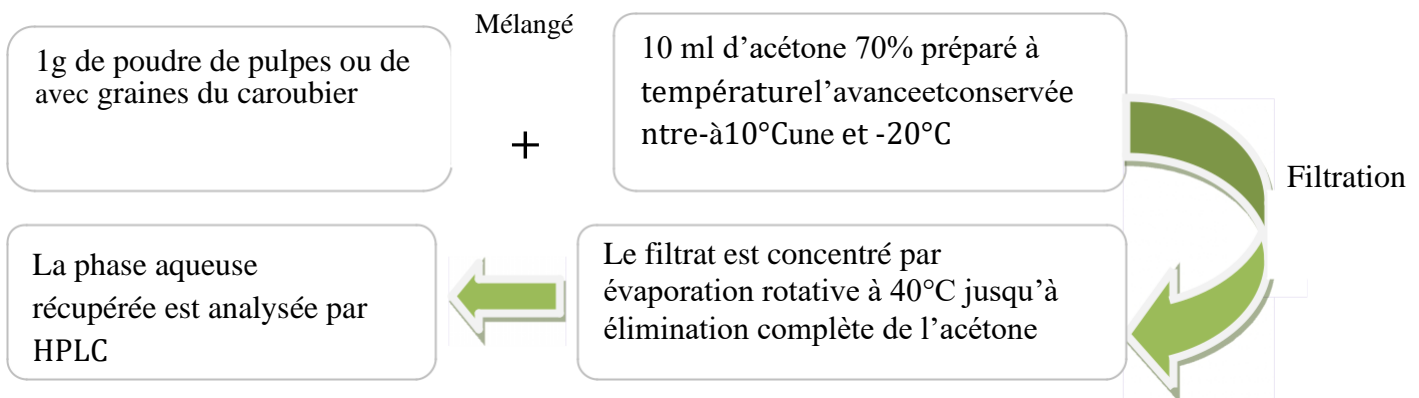 Mélangé
1g de poudre de pulpes ou de
avec graines du caroubier
+
10 ml d’acétone 70% préparé à
températurel’avanceetconservée
ntre-à10°Cune et -20°C
Filtration
Le filtrat est concentré par
évaporation rotative à 40°C jusqu’à
élimination complète de l’acétone
La phase aqueuse
récupérée est analysée par
HPLC